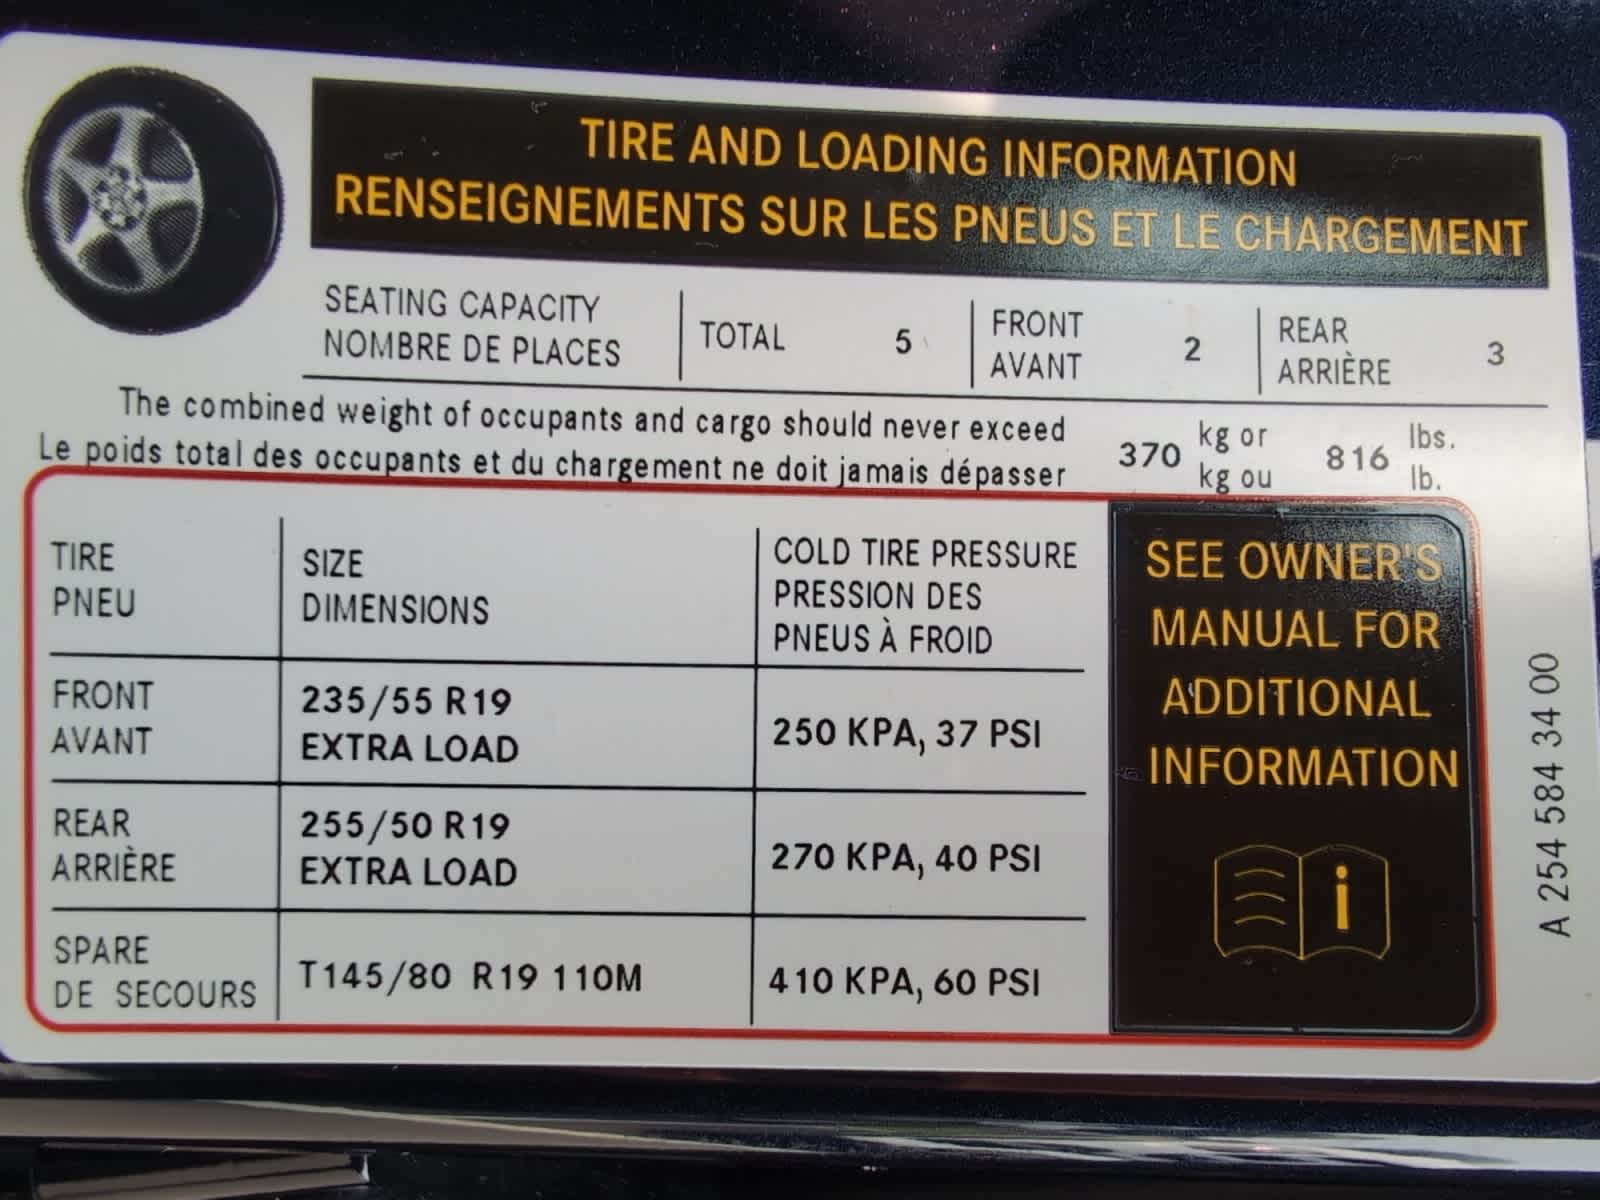 TIRE AND LOADING INFORMATION
RENSEIGNEMENTS SUR LES PNEUS ET LE CHARGEMENT
SEATING CAPACITY
NOMBRE DE PLACES
TOTAL 5
FRONT
AVANT
2
REAR
ARRIÈRE
3
The combined weight of occupants and cargo should never exceed
Le poids total des occupants et du chargement ne doit jamais dépasser
370
kg or
kg ou
816
lbs.
lb.
TIRE
PNEU
SIZE
DIMENSIONS
COLD TIRE PRESSURE
PRESSION DES
PNEUS À FROID
FRONT
AVANT
235/55 R19
EXTRA LOAD
250 KPA, 37 PSI
REAR
ARRIÈRE
255/50 R19
EXTRA LOAD
270 KPA, 40 PSI
SPARE
DE SECOURS
T145/80 R19 110M
410 KPA, 60 PSI
SEE OWNER'S
MANUAL FOR
ADDITIONAL
INFORMATION
i
A 254 584 34 00